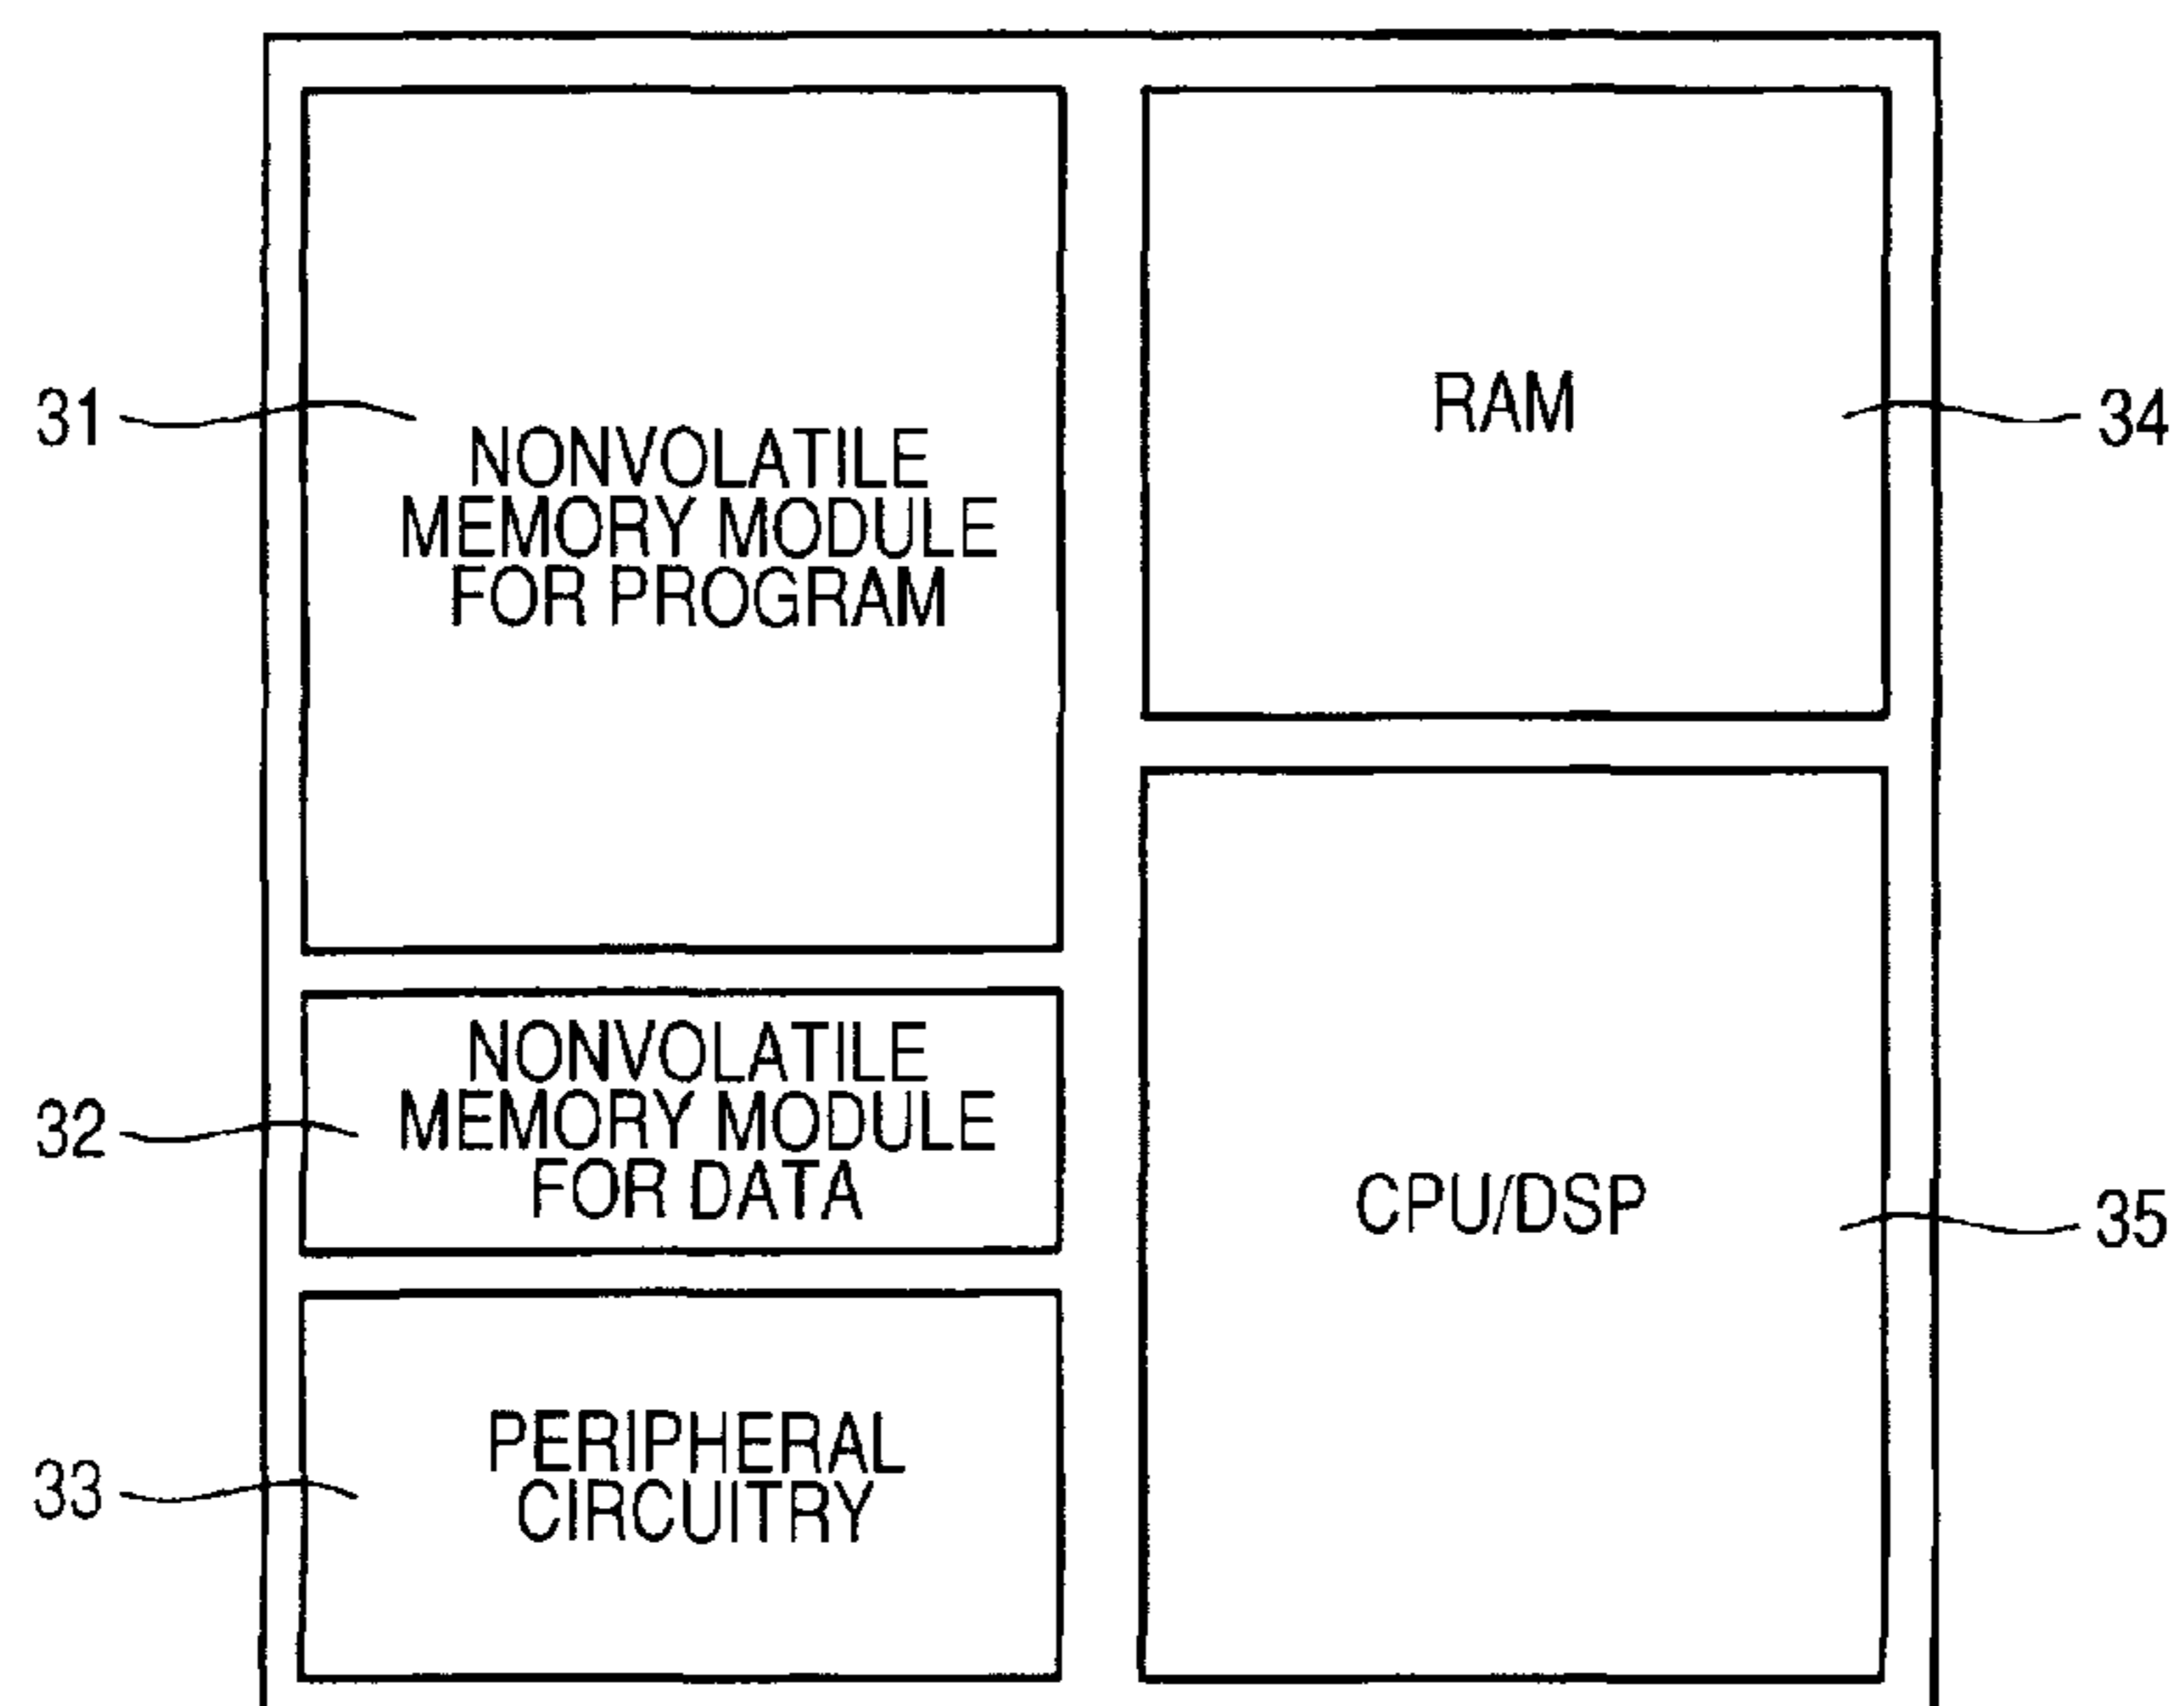 31
NONVOLATILE
MEMORY MODULE
FOR PROGRAM
RAM
34
32
NONVOLATILE
MEMORY MODULE
FOR DATA
CPU/DSP
35
33
PERIPHERAL
CIRCUITRY